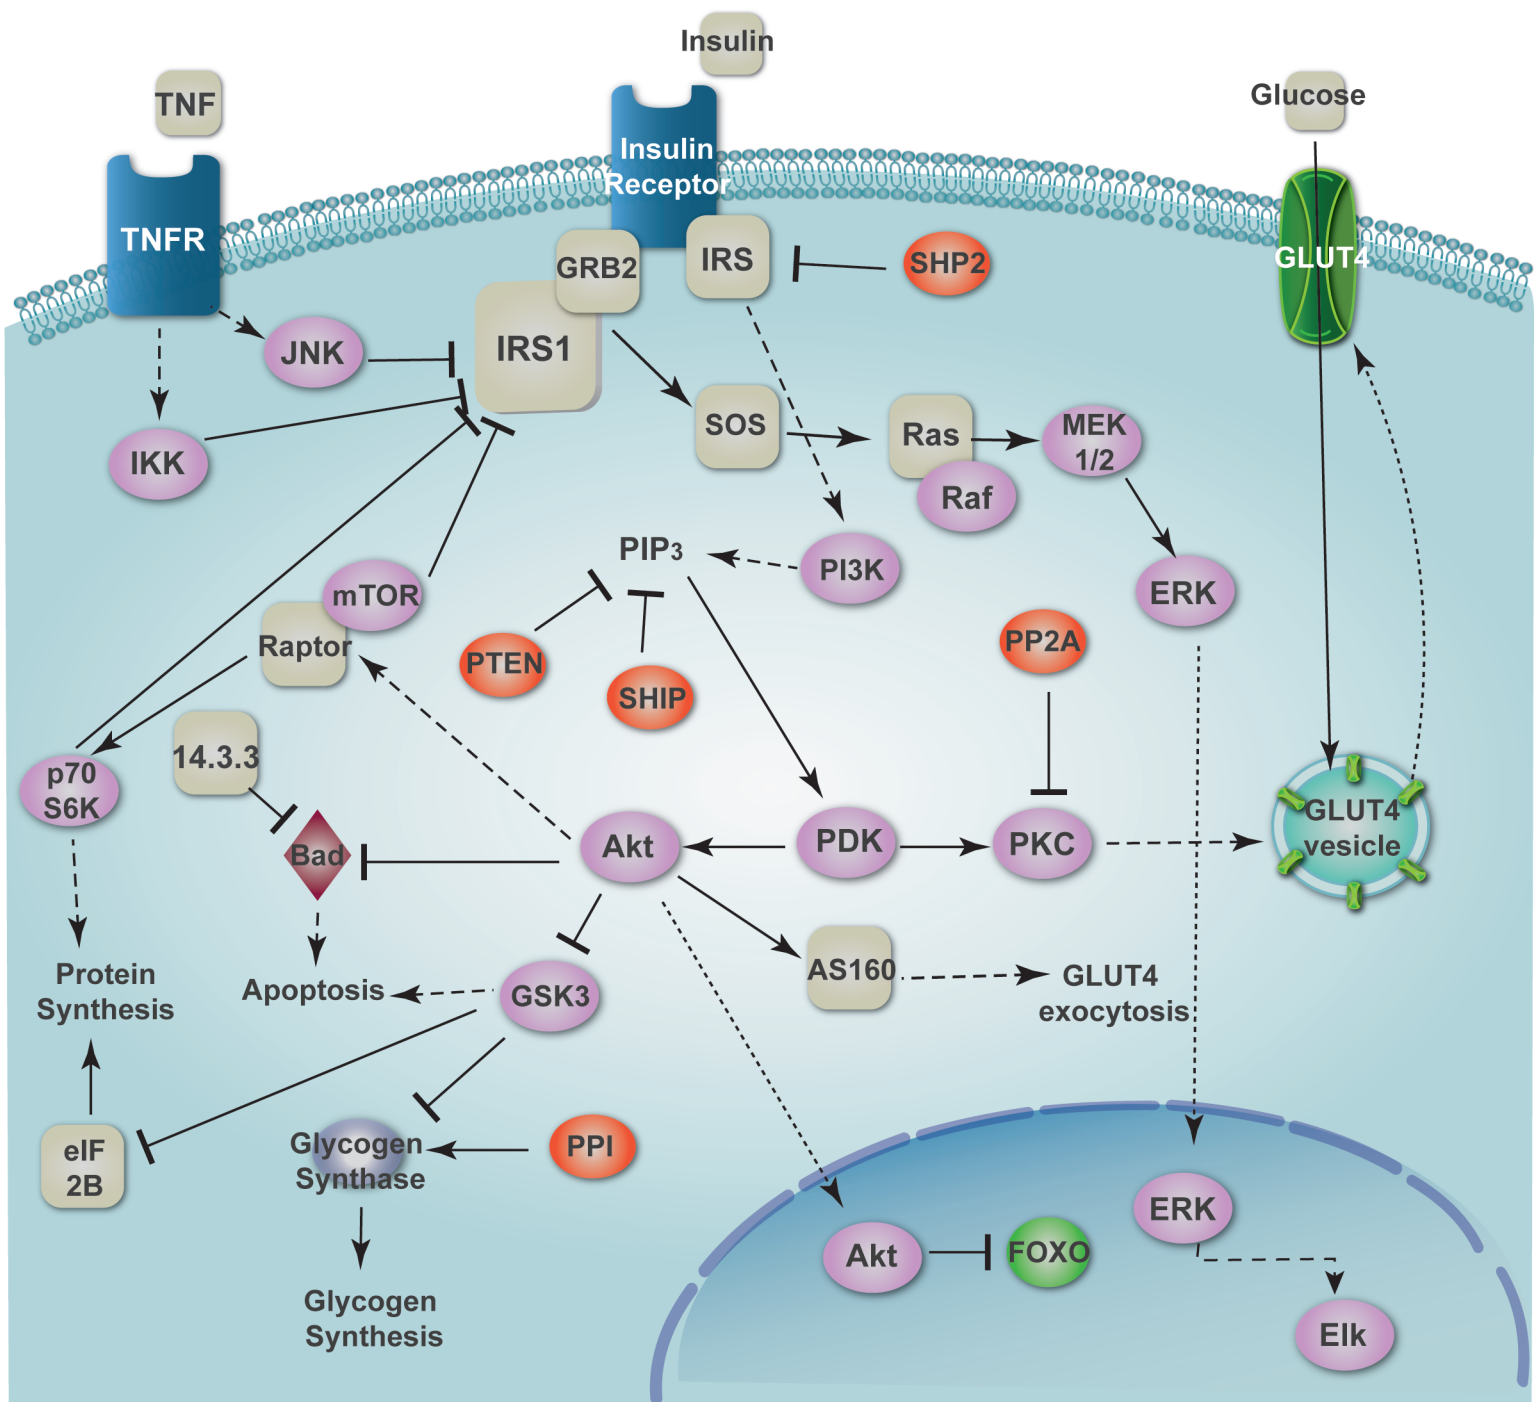 Insulin
TNF
Glucose
Insulin
Receptor
TNFR
GRB2
IRS
SHP2
GLUT4
JNK
IRS1
SOS
Ras
MEK
1/2
IKK
Raf
PIP3
PI3K
ERK
mTOR
Raptor
PTEN
SHIP
PP2A
14.3.3
p70
S6K
Bad
Akt
PDK
PKC
GLUT4
vesicle
Protein
Synthesis
Apoptosis
GSK3
AS160
GLUT4
exocytosis
eIF
2B
Glycogen
Synthase
PPI
ERK
Akt
FOXO
Glycogen
Synthesis
Elk